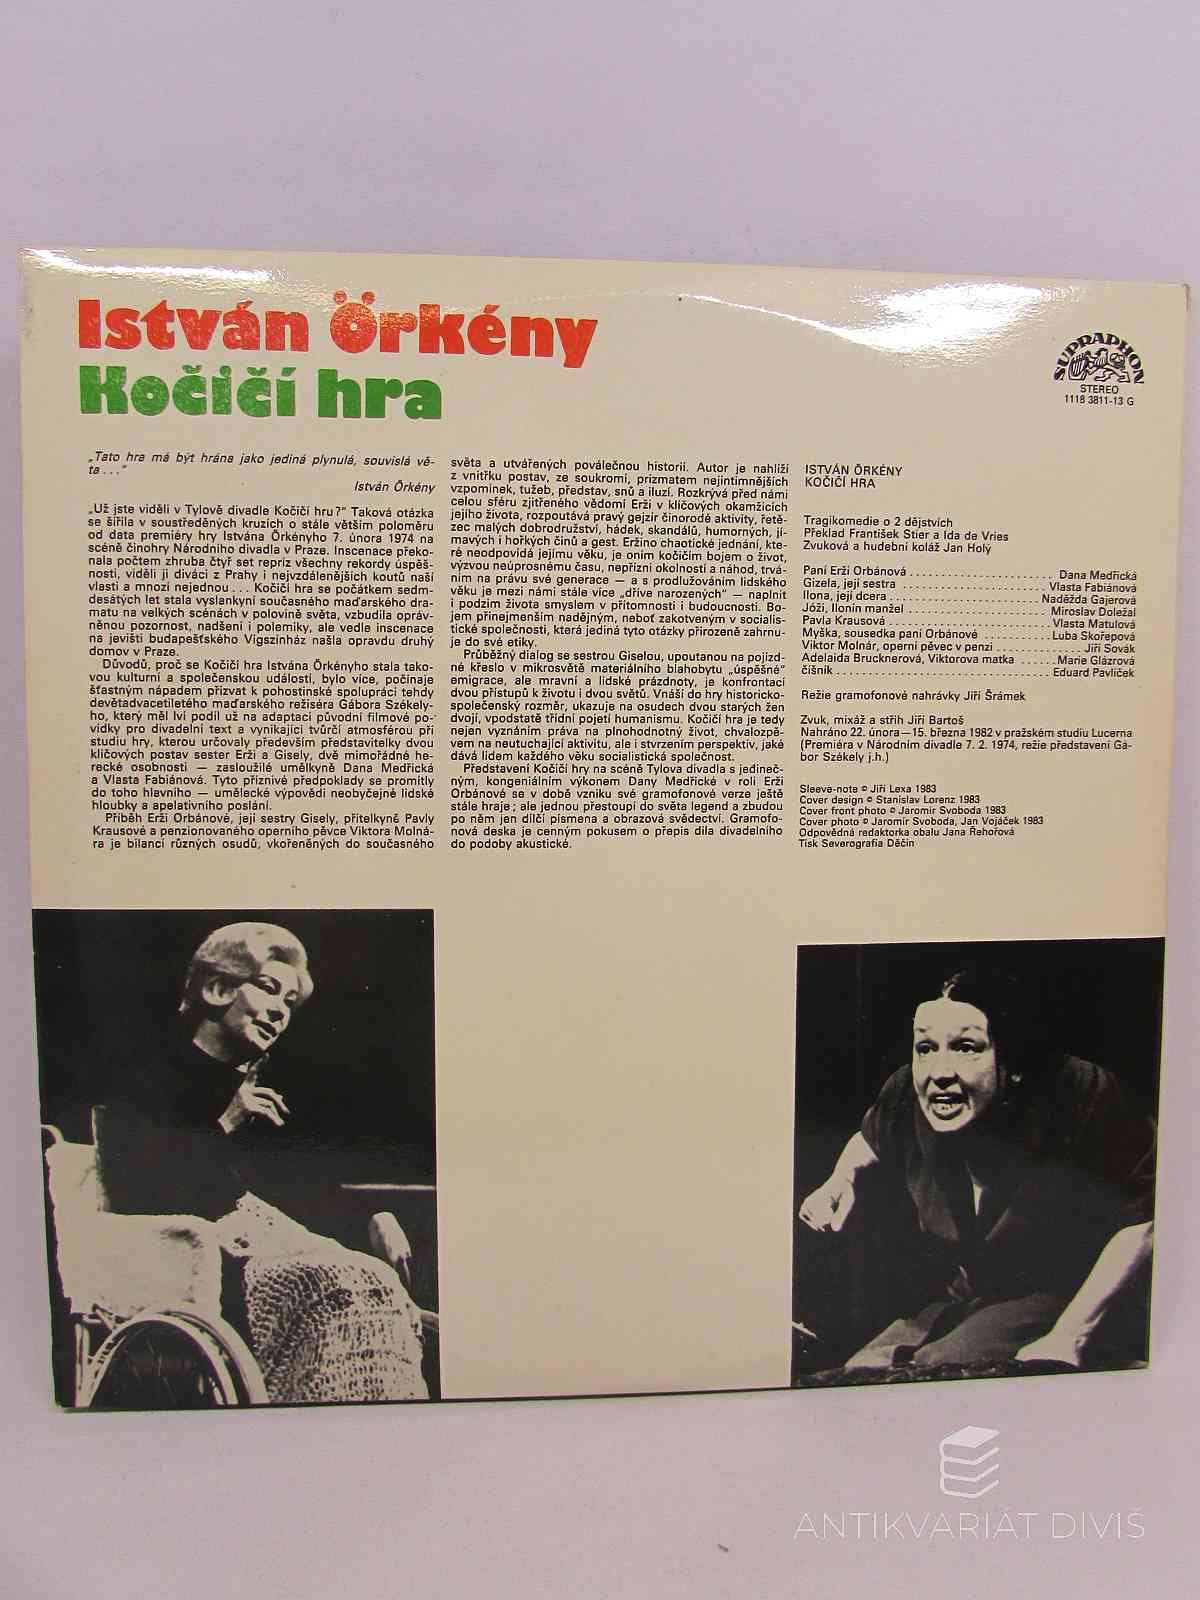 István Örkény
Kočičí hra
SUPRAPHON
STEREO
1118 3811-13 G
„Tato hra má být hrána jako jediná plynulá, souvislá vě-
ta . . .“
István Örkény
„Už jste viděli v Tylově divadle Kočičí hru?“ Taková otázka
se šířila v soustředěných kruzích o stále větším poloměru
od data premiéry hry Istvána Örkényho 7. února 1974 na
scéně činohry Národního divadla v Praze. Inscenace překo-
nala počtem zhruba čtyř set repríz všechny rekordy úspěš-
nosti, viděli ji diváci z Prahy i nejvzdálenějších koutů naší
vlasti a mnozí nejednou . . . Kočičí hra se počátkem sedm-
desátých let stala vyslankyní současného maďarského dra-
matu na velkých scénách v polovině světa, vzbudila opráv-
něnou pozornost, nadšení i polemiky, ale vedle inscenace
na jevišti budapešťského Vígszínház našla opravdu druhý
domov v Praze.
Důvodů, proč se Kočičí hra Istvána Örkényho stala tako-
vou kulturní a společenskou událostí, bylo více, počínaje
šťastným nápadem přizvat k pohostinské spolupráci tehdy
devětadvacetiletého maďarského režiséra Gábora Székely-
ho, který měl lví podíl už na adaptaci původní filmové po-
vídky pro divadelní text a vynikající tvůrčí atmosférou při
studiu hry, kterou určovaly především představitelky dvou
klíčových postav sester Erži a Gisely, dvě mimořádné he-
recké osobnosti — zasloužilé umělkyně Dana Medřická
a Vlasta Fabiánová. Tyto příznivé předpoklady se promítly
do toho hlavního — umělecké výpovědi neobyčejné lidské
hloubky a apelativního poslání.
Příběh Erži Orbánové, její sestry Gisely, přítelkyně Pavly
Krausové a penzionovaného operního pěvce Viktora Molná-
ra je bilancí různých osudů, vkořeněných do současného
světa a utvářených poválečnou historií. Autor je nahlíží
z vnitřku postav, ze soukromí, prizmatem nejintimnějších
vzpomínek, tužeb, představ, snů a iluzí. Rozkrývá před námi
celou sféru zjitřeného vědomí Erži v klíčových okamžicích
jejího života, rozpoutává pravý gejzír činorodé aktivity, řetě-
zec malých dobrodružství, hádek, skandálů, humorných, jí-
mavých i hořkých činů a gest. Eržino chaotické jednání, kte-
ré neodpovídá jejímu věku, je oním kočičím bojem o život,
výzvou neúprosnému času, nepřízni okolností a náhod, trvá-
ním na právu své generace — a s prodlužováním lidského
věku je mezi námi stále více „dříve narozených“ — naplnit
i podzim života smyslem v přítomnosti i budoucnosti. Bo-
jem přinejmenším nadějným, neboť zakotveným v socialis-
tické společnosti, která jediná tyto otázky přirozeně zahrnu-
je do své etiky.
Průběžný dialog se sestrou Giselou, upoutanou na pojízd-
né křeslo v mikrosvětě materiálního blahobytu „úspěšné“
emigrace, ale mravní a lidské prázdnoty, je konfrontací
dvou přístupů k životu i dvou světů. Vnáší do hry historicko-
společenský rozměr, ukazuje na osudech dvou starých žen
dvojí, vpodstatě třídní pojetí humanismu. Kočičí hra je tedy
nejen vyznáním práva na plnohodnotný život, chvalozpě-
vem na neutuchající aktivitu, ale i stvrzením perspektiv, jaké
dává lidem každého věku socialistická společnost.
Představení Kočičí hry na scéně Tylova divadla s jedineč-
ným, kongeniálním výkonem Dany Medřické v roli Erži
Orbánové se v době vzniku své gramofonové verze ještě
stále hraje ; ale jednou přestoupí do světa legend a zbudou
po něm jen dílčí písmena a obrazová svědectví. Gramofo-
nová deska je cenným pokusem o přepis díla divadelního
do podoby akustické.
ISTVÁN ÖRKÉNY
KOČIČÍ HRA
Tragikomedie o 2 dějstvích
Překlad František Stier a Ida de Vries
Zvuková a hudební koláž Jan Holý
Paní Erži Orbánová . . . . . . . . . . Dana Medřická
Gizela, její sestra . . . . . . . . . . Vlasta Fabiánová
Ilona, její dcera . . . . . . . . . . Naděžda Gajerová
Jóži, Ilonin manžel . . . . . . . . . . Miroslav Doležal
Pavla Krausová . . . . . . . . . . Vlasta Matulová
Myška, sousedka paní Orbánové . . . . . . . . . . Luba Skořepová
Viktor Molnár, operní pěvec v penzi . . . . . . . . . . Jiří Sovák
Adelaida Brucknerová, Viktorova matka . . . . . . Marie Glázrová
číšník . . . . . . . . . . Eduard Pavlíček
Režie gramofonové nahrávky Jiří Šrámek
Zvuk, mixáž a střih Jiří Bartoš
Nahráno 22. února—15. března 1982 v pražském studiu Lucerna
(Premiéra v Národním divadle 7. 2. 1974, režie představení Gá-
bor Székely j.h.)
Sleeve-note © Jiří Lexa 1983
Cover design © Stanislav Lorenz 1983
Cover front photo © Jaromír Svoboda 1983
Cover photo © Jaromír Svoboda, Jan Vojáček 1983
Odpovědná redaktorka obalu Jana Řehořová
Tisk Severografia Děčín
ANTIKVARIÁT DIVIŠ